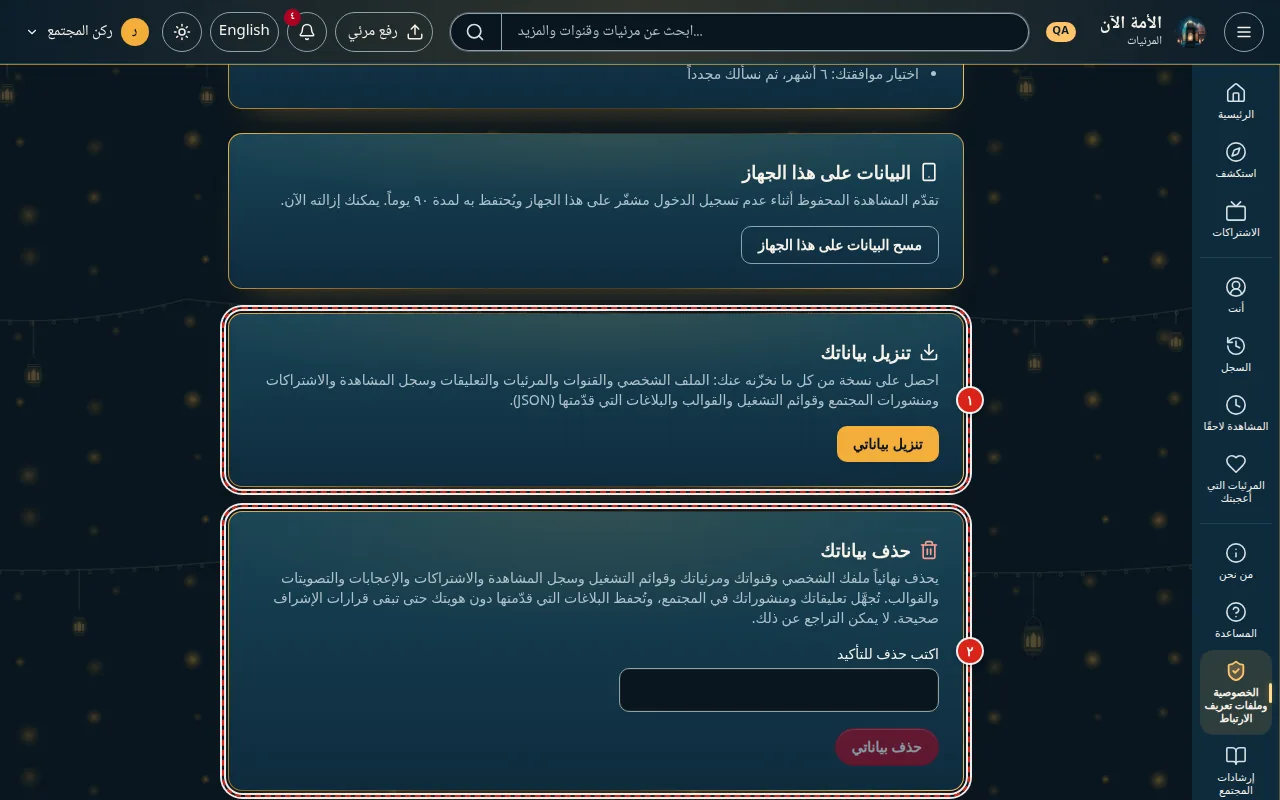 الأمة الآن
المرئيات
QA
ابحث عن مرئيات وقنوات والمزيد...
رفع مرئي
٤
English
ر
ركن المجتمع
الرئيسية
استكشف
الاشتراكات
أنت
السجل
المشاهدة لاحقًا
المرئيات التي
أعجبتك
من نحن
المساعدة
الخصوصية
وملفات تعريف
الارتباط
إرشادات
المجتمع
اختيار موافقتك: ٦ أشهر، ثم نسألك مجدداً
البيانات على هذا الجهاز
تقدّم المشاهدة المحفوظ أثناء عدم تسجيل الدخول مشفّر على هذا الجهاز ويُحتفظ به لمدة ٩٠ يوماً. يمكنك إزالته الآن.
مسح البيانات على هذا الجهاز
تنزيل بياناتك
احصل على نسخة من كل ما نخزّنه عنك: الملف الشخصي والقنوات والمرئيات والتعليقات وسجل المشاهدة والاشتراكات
ومنشورات المجتمع وقوائم التشغيل والقوالب والبلاغات التي قدّمتها (JSON).
تنزيل بياناتي
١
حذف بياناتك
يحذف نهائياً ملفك الشخصي وقنواتك ومرئياتك وقوائم التشغيل وسجل المشاهدة والاشتراكات والإعجابات والتصويتات
والقوالب. تُجهَّل تعليقاتك ومنشوراتك في المجتمع، وتُحفظ البلاغات التي قدّمتها دون هويتك حتى تبقى قرارات الإشراف
صحيحة. لا يمكن التراجع عن ذلك.
اكتب حذف للتأكيد
٢
حذف بياناتي